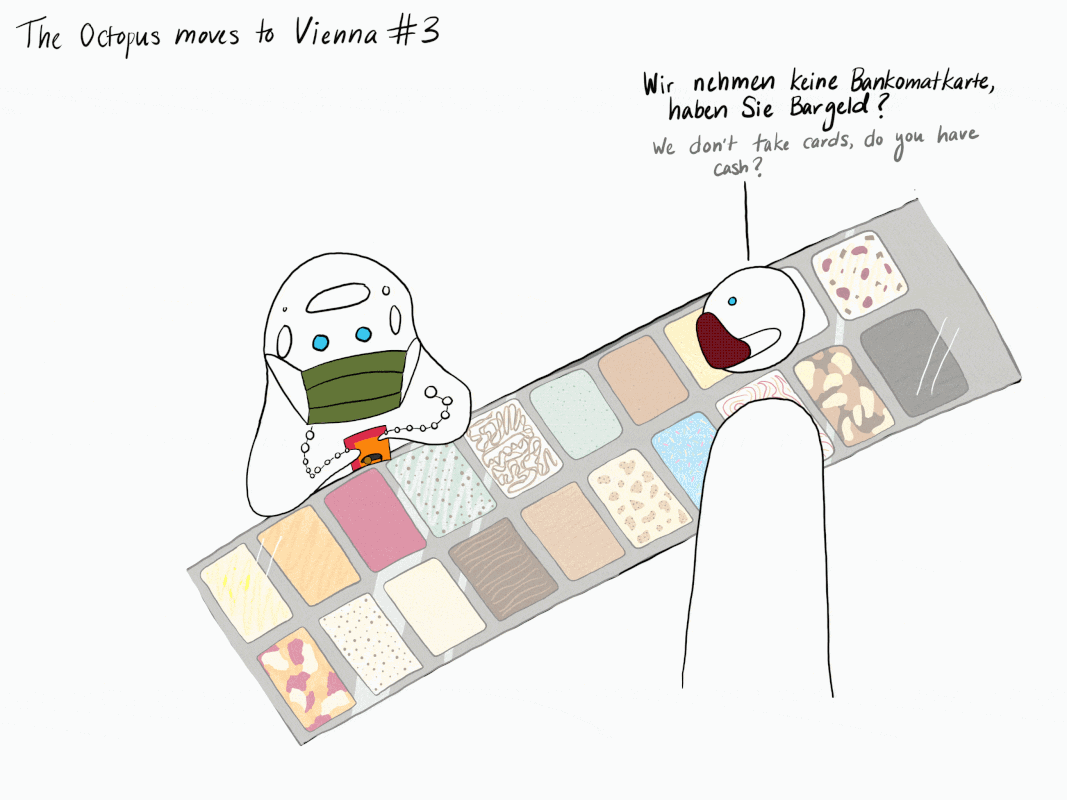 The Octopus moves to Vienna #3
Wir nehmen keine Bankomatkarte,
haben Sie Bargeld?
We don't take cards, do you have
cash?